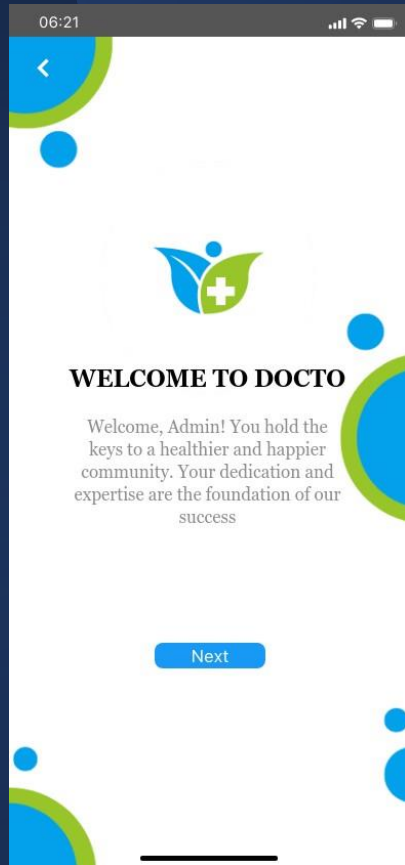 06:21
WELCOME TO DOCTO
Welcome, Admin! You hold the
keys to a healthier and happier
community. Your dedication and
expertise are the foundation of our
success
Next